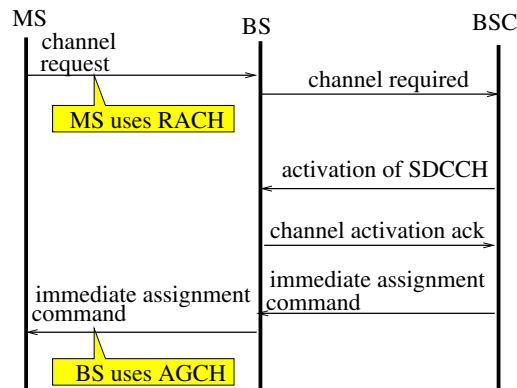 MS
BS
BSC
channel
request
MS uses RACH
channel required
activation of SDCCH
channel activation ack
immediate assignment
command
immediate assignment
command
BS uses AGCH